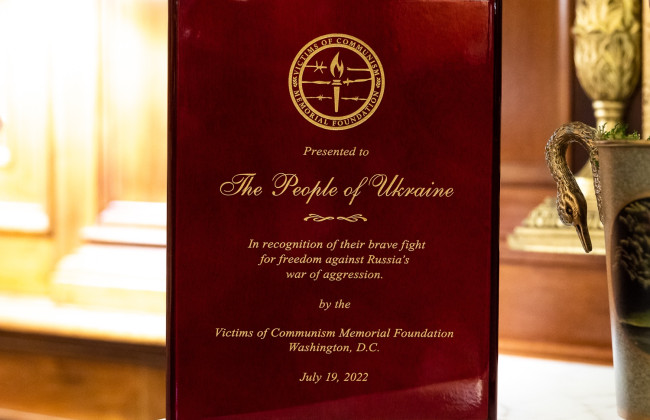 VICTIMS OF COMMUNISM
MEMORIAL FOUNDATION
Presented to
The People of Ukraine
In recognition of their brave fight
for freedom against Russia's
war of aggression.
by the
Victims of Communism Memorial Foundation
Washington, D.C.
July 19, 2022